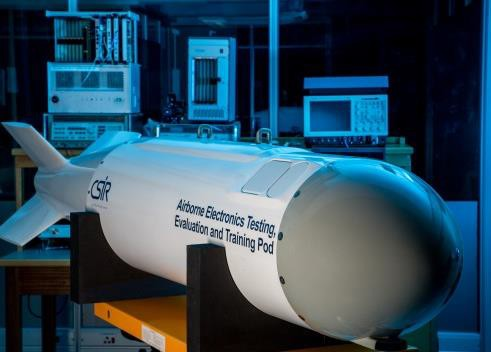 CSIR
Airborne Electronics Testing,
Evaluation and Training Pod